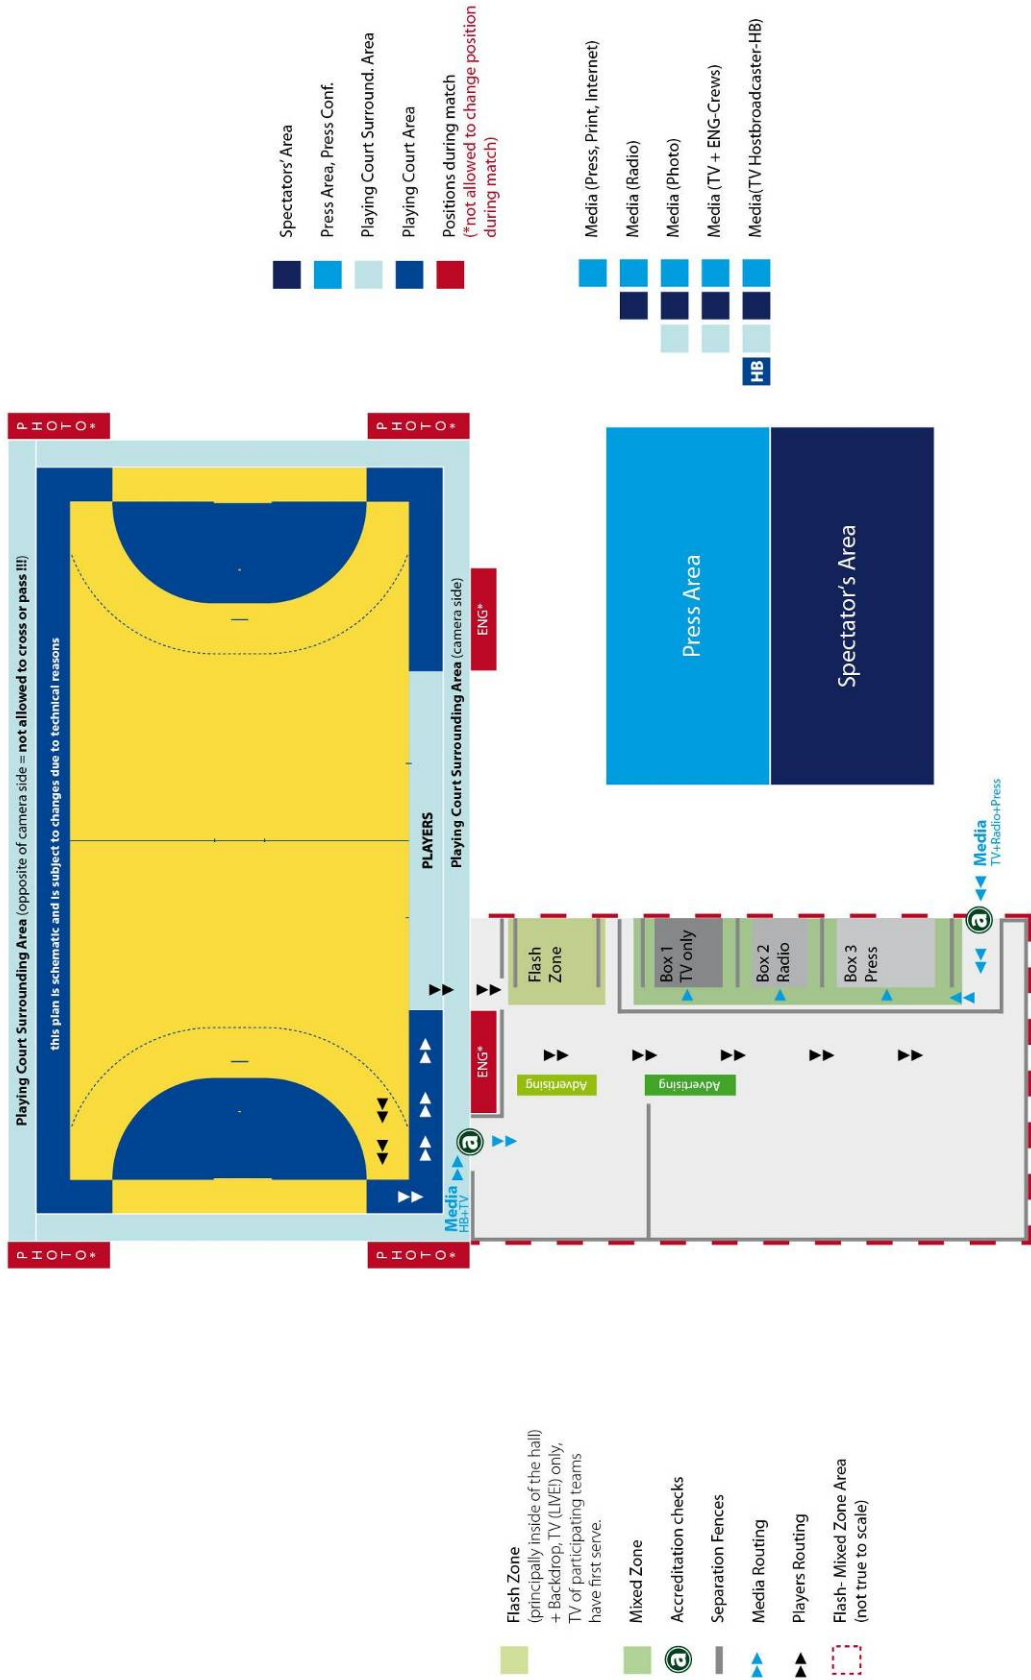 Playing Court Surrounding Area (opposite of camera side = not allowed to cross or pass !!!)
this plan is schematic and is subject to changes due to technical reasons
PHOTO*
PHOTO*
PHOTO*
PHOTO*
PLAYERS
Playing Court Surrounding Area (camera side)
Media
HB+TV
a
ENG*
ENG*
Flash
Zone
Advertising
Advertising
Box 1
TV only
Box 2
Radio
Box 3
Press
a
Media
TV+Radio+Press
Press Area
Spectator's Area
Spectators' Area
Press Area, Press Conf.
Playing Court Surround. Area
Playing Court Area
Positions during match
(*not allowed to change position
during match)
Media (Press, Print, Internet)
Media (Radio)
Media (Photo)
Media (TV + ENG-Crews)
HB
Media(TV Hostbroadcaster-HB)
Flash Zone
(principally inside of the hall)
+ Backdrop, TV (LIVE!) only,
TV of participating teams
have first serve.
Mixed Zone
a
Accreditation checks
Separation Fences
Media Routing
Players Routing
Flash- Mixed Zone Area
(not true to scale)